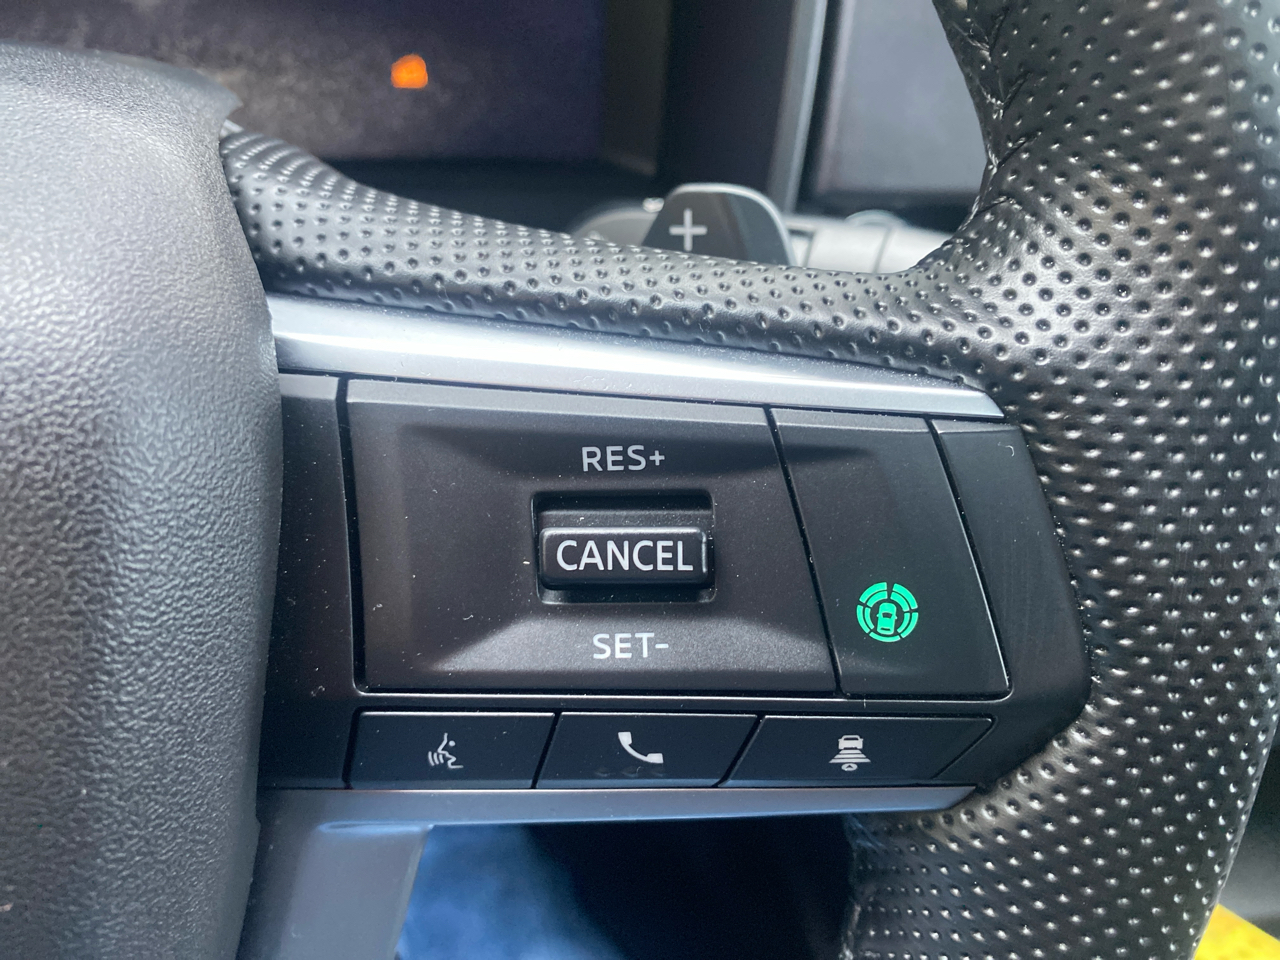 +
RES+
CANCEL
SET-